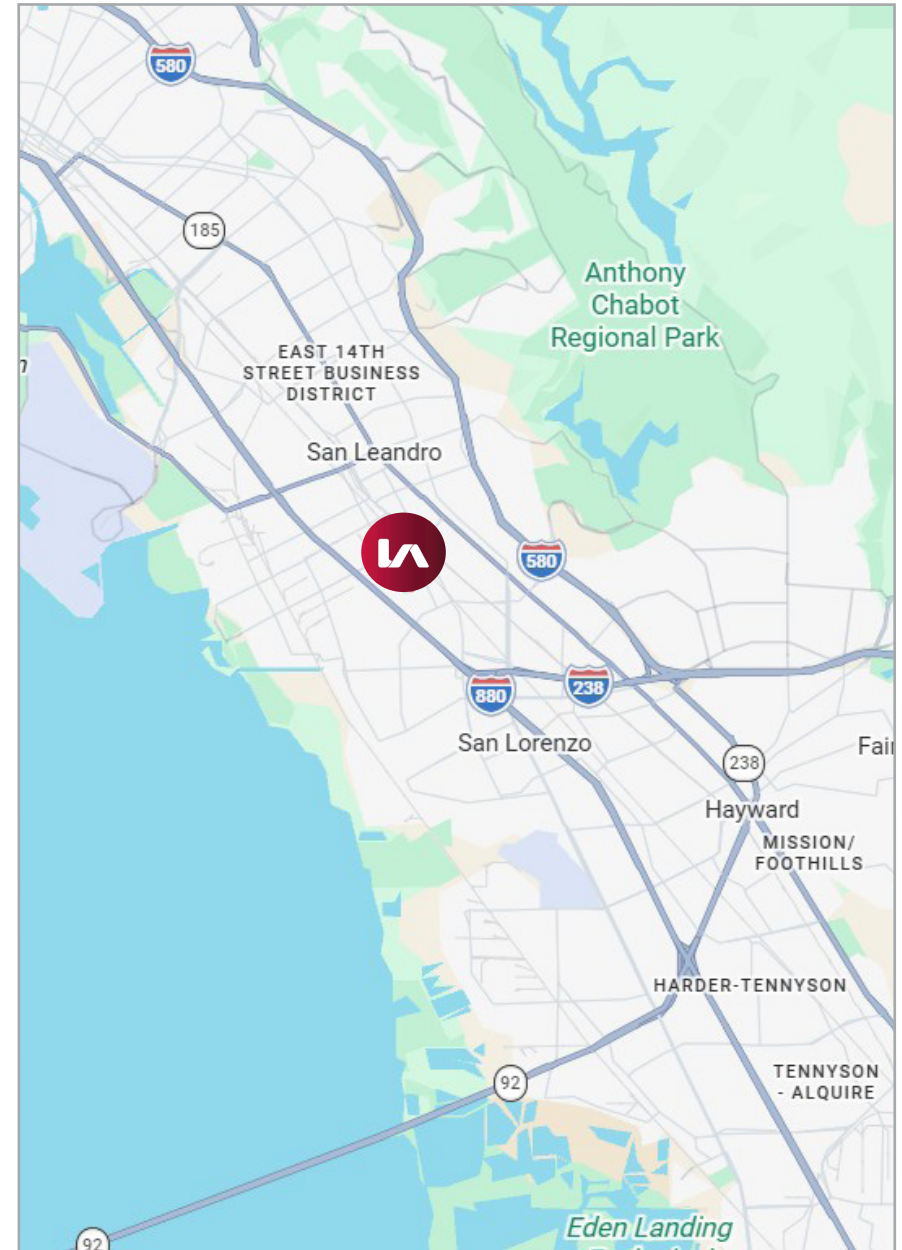 580
185
Anthony
Chabot
Regional Park
EAST 14TH
STREET BUSINESS
DISTRICT
San Leandro
580
880
238
San Lorenzo
238
Fair
Hayward
MISSION/
FOOTHILLS
HARDER-TENNYSON
TENNYSON
- ALQUIRE
92
Eden Landing
92